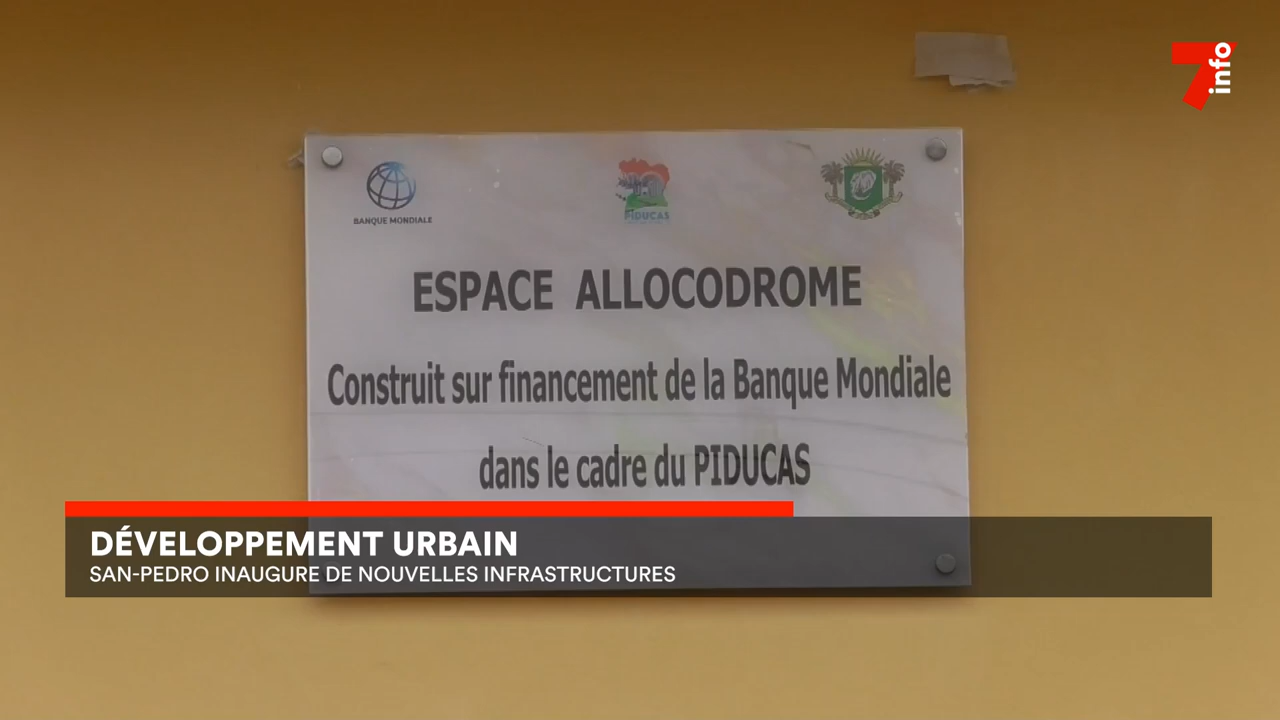 7 info
BANQUE MONDIALE
PIDUCAS
ESPACE ALLOCODROME
Construit sur financement de la Banque Mondiale
dans le cadre du PIDUCAS
DÉVELOPPEMENT URBAIN
SAN-PEDRO INAUGURE DE NOUVELLES INFRASTRUCTURES